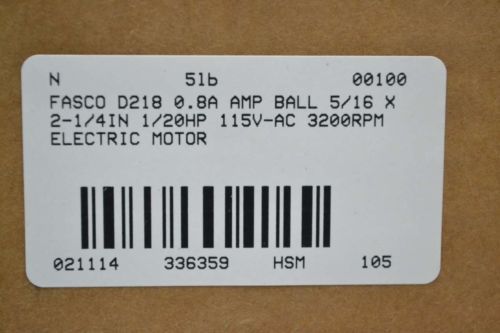 N 51b 00100
FASCO D218 0.8A AMP BALL 5/16 X
2-1/4IN 1/20HP 115V-AC 3200RPM
ELECTRIC MOTOR
021114 336359 HSM 105